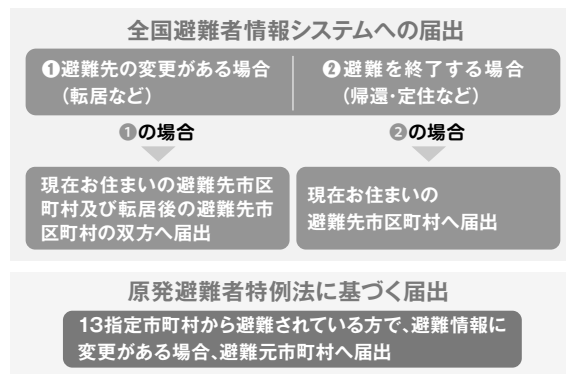 全国避難者情報システムへの届出
❶避難先の変更がある場合
(転居など)
❷避難を終了する場合
(帰還・定住など)
❶の場合
❷の場合
現在お住まいの避難先市区
町村及び転居後の避難先市
区町村の双方へ届出
現在お住まいの
避難先市区町村へ届出
原発避難者特例法に基づく届出
13指定市町村から避難されている方で、避難情報に
変更がある場合、避難元市町村へ届出